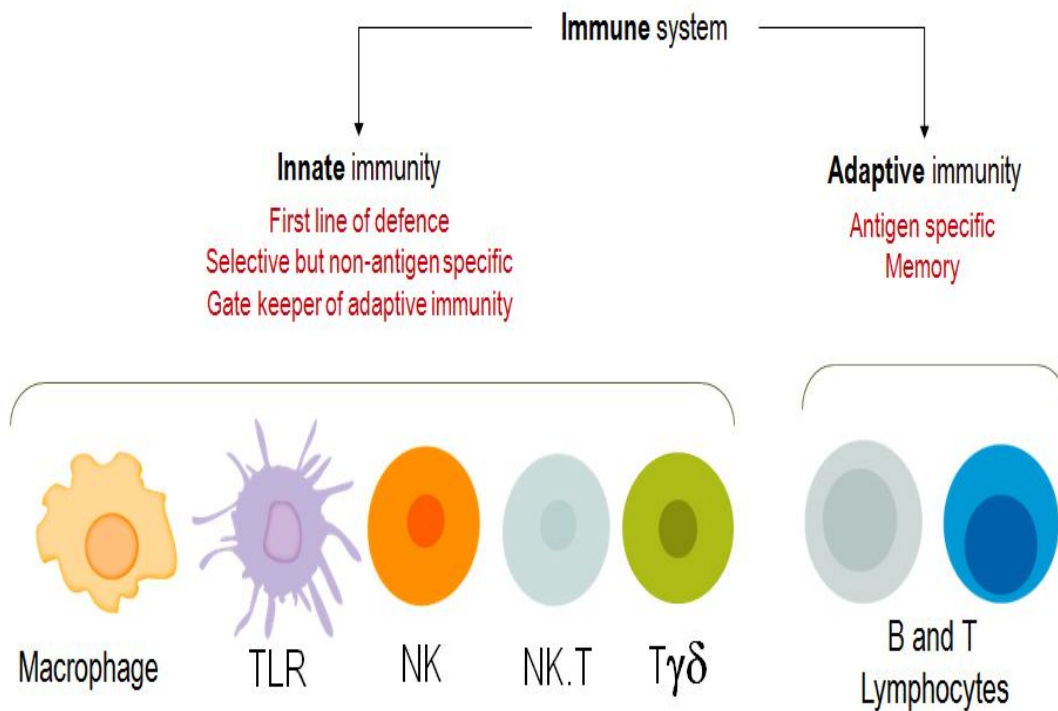 Immune system
Innate immunity
First line of defence
Selective but non-antigen specific
Gate keeper of adaptive immunity
Adaptive immunity
Antigen specific
Memory
Macrophage
TLR
NK
NK.T
Tγδ
B and T
Lymphocytes